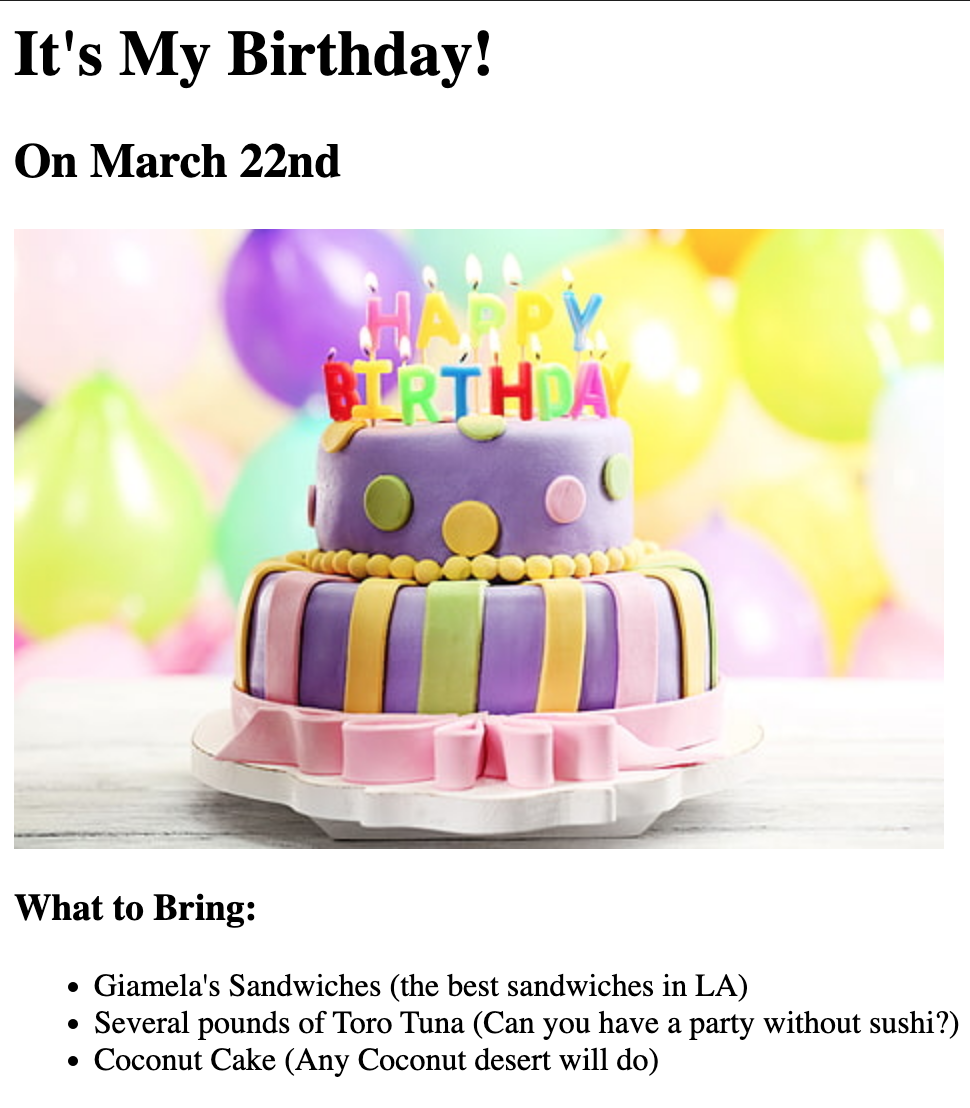 It's My Birthday!
On March 22nd
HAPPY
BIRTHDAY
What to Bring:
Giamela's Sandwiches (the best sandwiches in LA)
Several pounds of Toro Tuna (Can you have a party without sushi?)
Coconut Cake (Any Coconut desert will do)